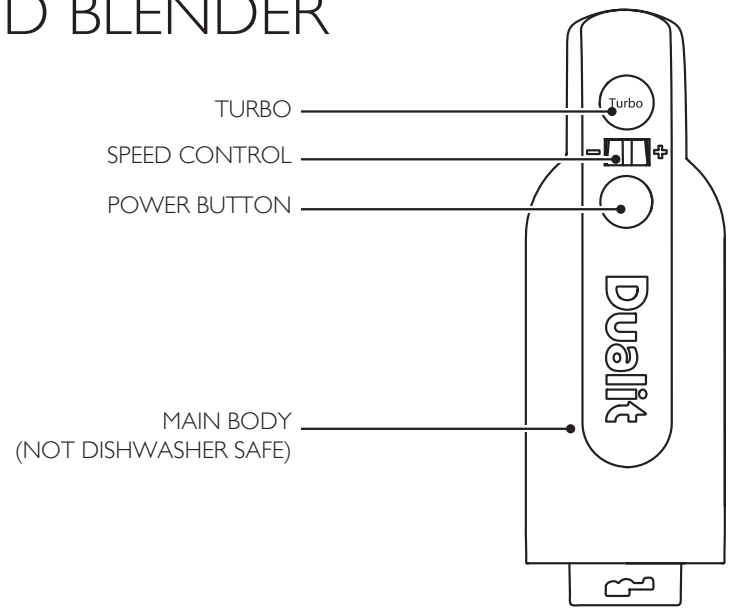 D BLENDER
TURBO
Turbo
SPEED CONTROL
- +
POWER BUTTON
Dualit
MAIN BODY
(NOT DISHWASHER SAFE)